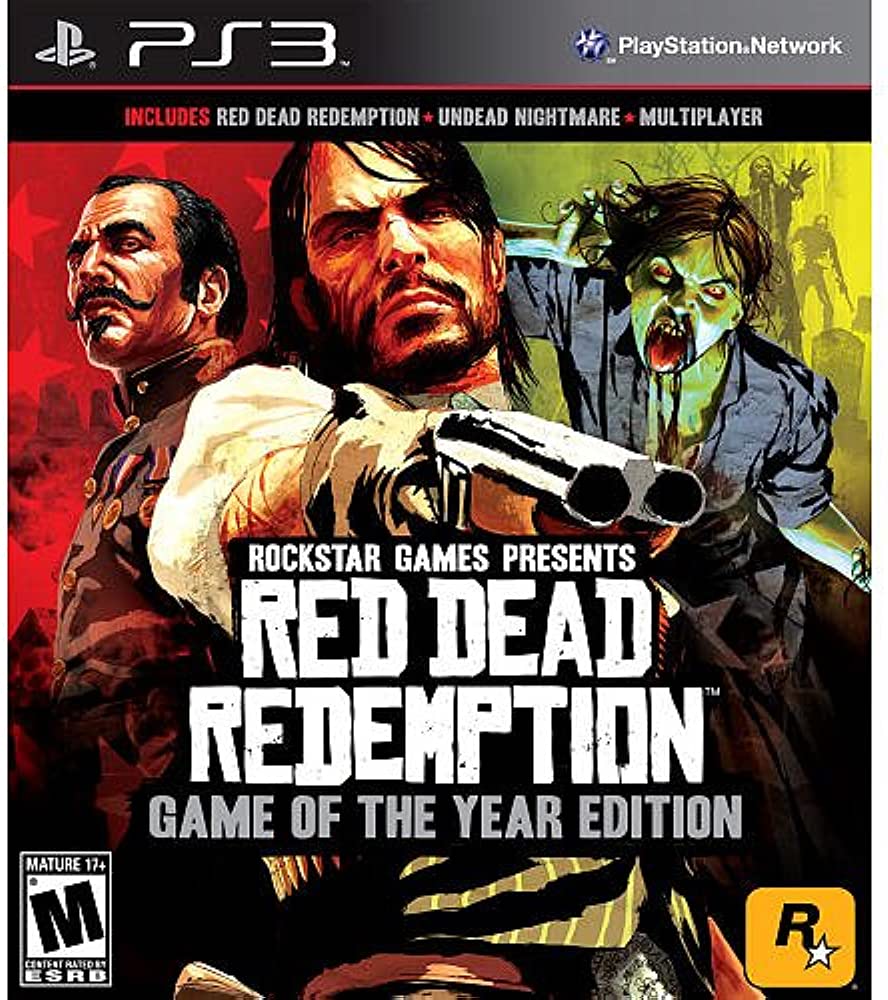 PS3™
PlayStation®Network
INCLUDES RED DEAD REDEMPTION ★ UNDEAD NIGHTMARE ★ MULTIPLAYER
ROCKSTAR GAMES PRESENTS
RED DEAD
REDEMPTION™
GAME OF THE YEAR EDITION
MATURE 17+
M
CONTENT RATED BY
ESRB
R★